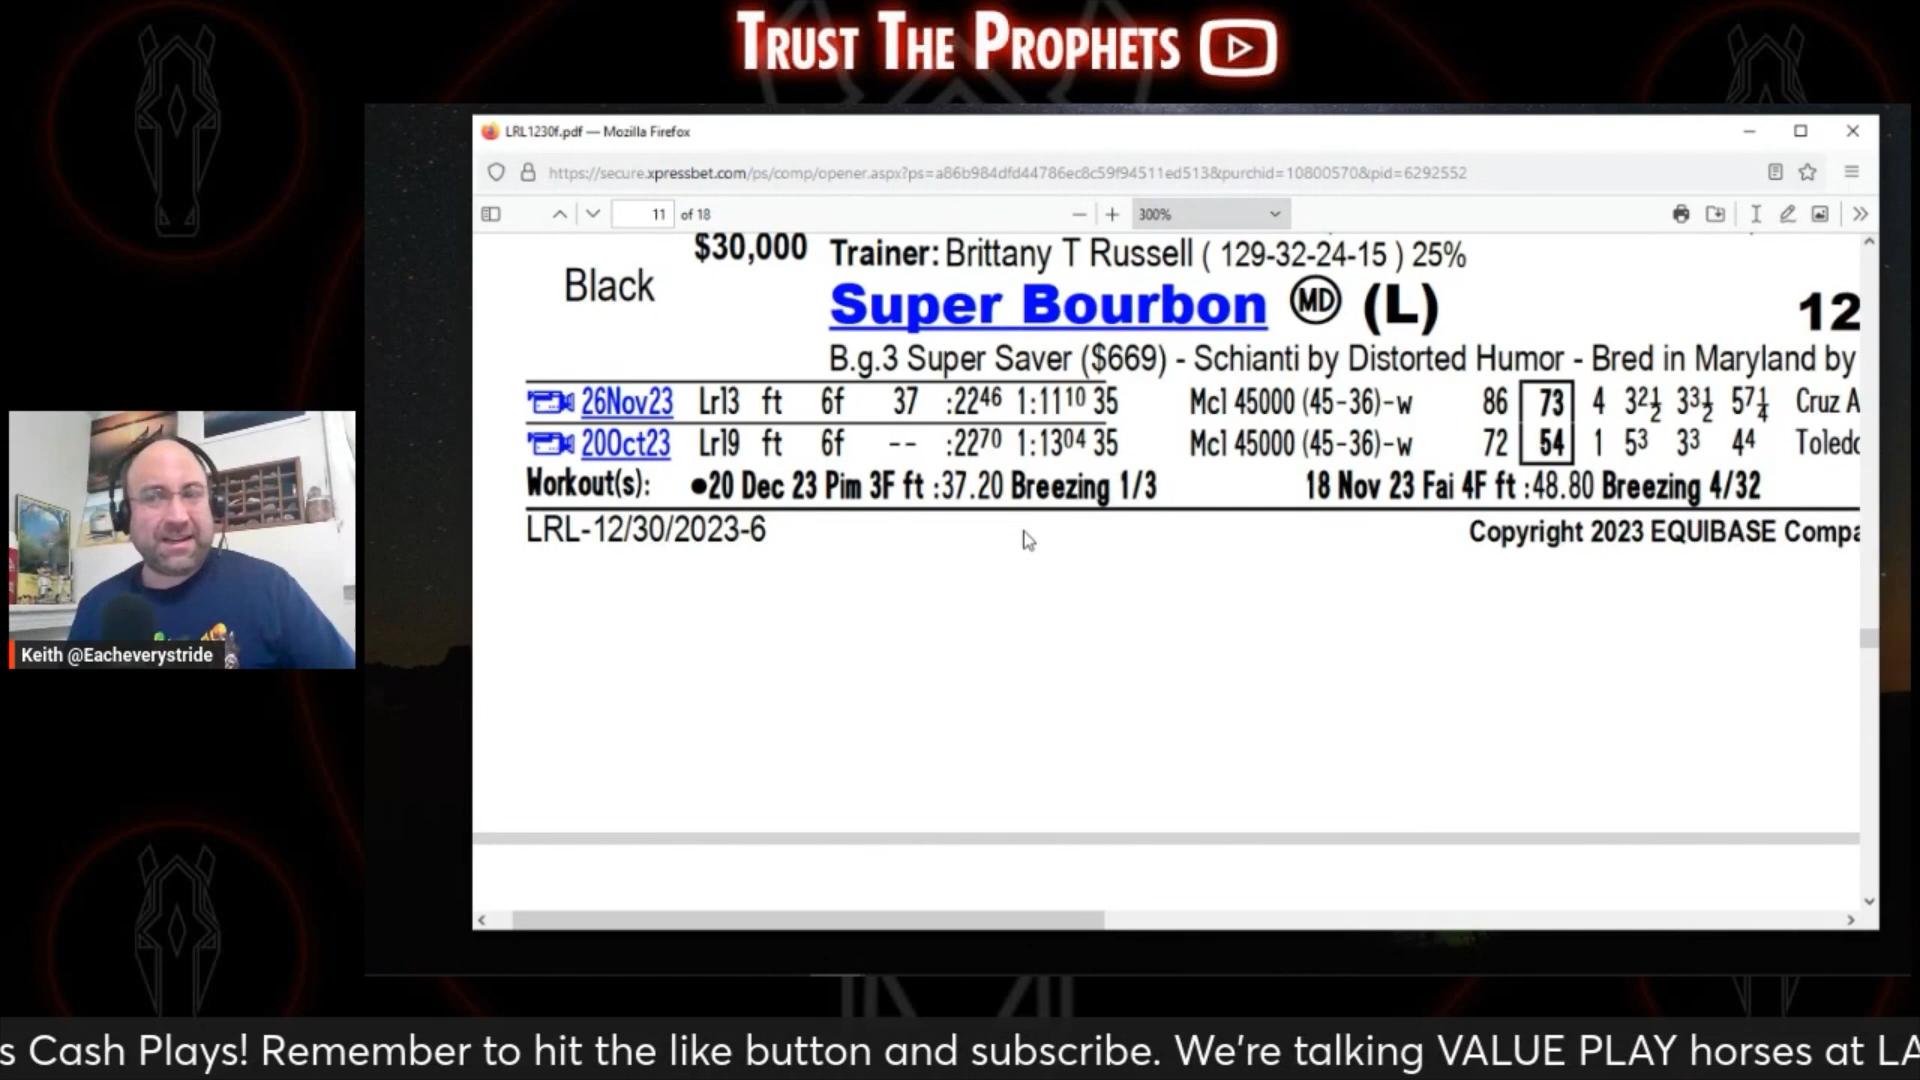 TRUST THE PROPHETS
LRL1230f.pdf — Mozilla Firefox
https://secure.xpressbet.com/ps/comp/opener.aspx?ps=a86b984dfd44786ec8c59f94511ed513&purchid=10800570&pid=6292552
11 of 18
300%
$30,000 Trainer: Brittany T Russell ( 129-32-24-15 ) 25%
Black
Super Bourbon MD (L) 12
B.g.3 Super Saver ($669) - Schianti by Distorted Humor - Bred in Maryland by
26Nov23 Lrl3 ft 6f 37 :22⁴⁶ 1:11¹⁰ 35 Mcl 45000 (45-36)-w 86 73 4 3²½ 3³½ 5⁷¼ Cruz A
20Oct23 Lrl9 ft 6f -- :22⁷⁰ 1:13⁰⁴ 35 Mcl 45000 (45-36)-w 72 54 1 5³ 3³ 4⁴ Toledo
Workout(s): ●20 Dec 23 Pim 3F ft :37.20 Breezing 1/3 18 Nov 23 Fai 4F ft :48.80 Breezing 4/32
LRL-12/30/2023-6 Copyright 2023 EQUIBASE Compa
Keith @Eacheverystride
s Cash Plays! Remember to hit the like button and subscribe. We're talking VALUE PLAY horses at LA